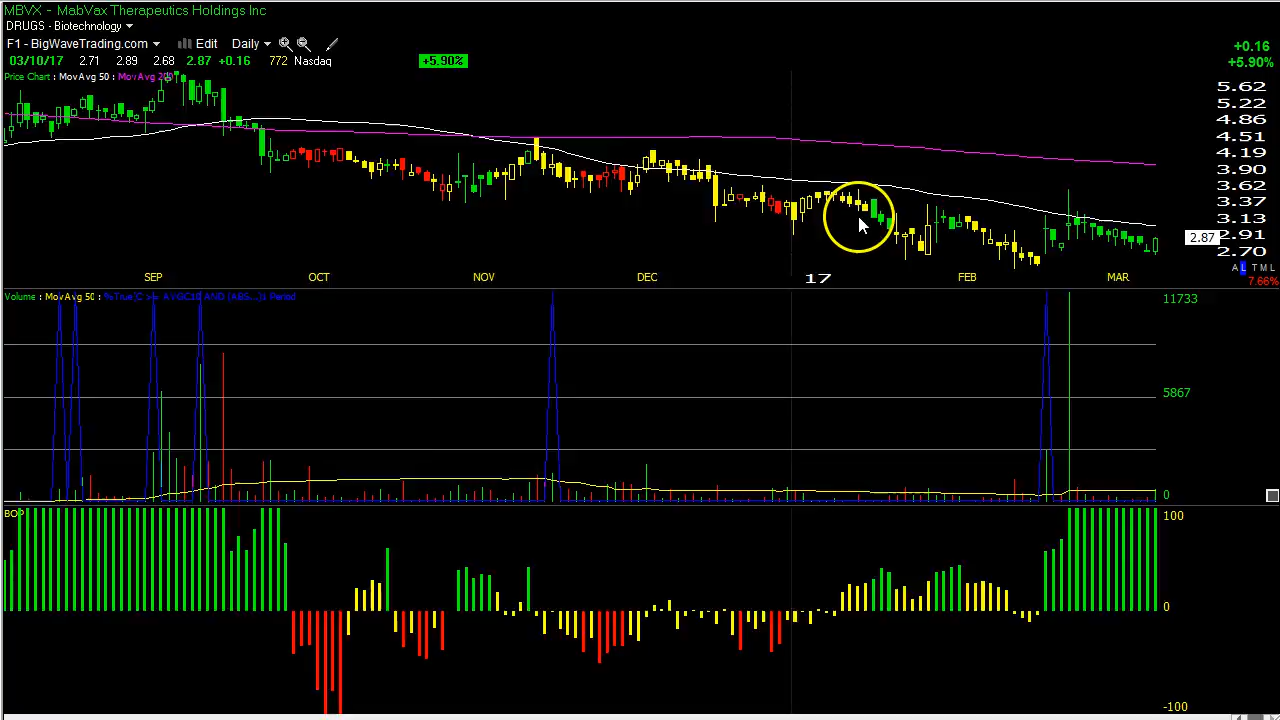 MBVX - MabVax Therapeutics Holdings Inc
DRUGS - Biotechnology
F1 - BigWaveTrading.com Edit Daily
03/10/17 2.71 2.89 2.68 2.87 +0.16 772 Nasdaq +5.90%
+0.16
+5.90%
Price Chart : MovAvg 50 : MovAvg 200
5.62
5.22
4.86
4.51
4.19
3.90
3.62
3.37
3.13
2.91
2.87
2.70
A L T M L
7.66%
SEP OCT NOV DEC 17 FEB MAR
Volume : MovAvg 50 : %True Period
11733
5867
0
BOP
100
0
-100